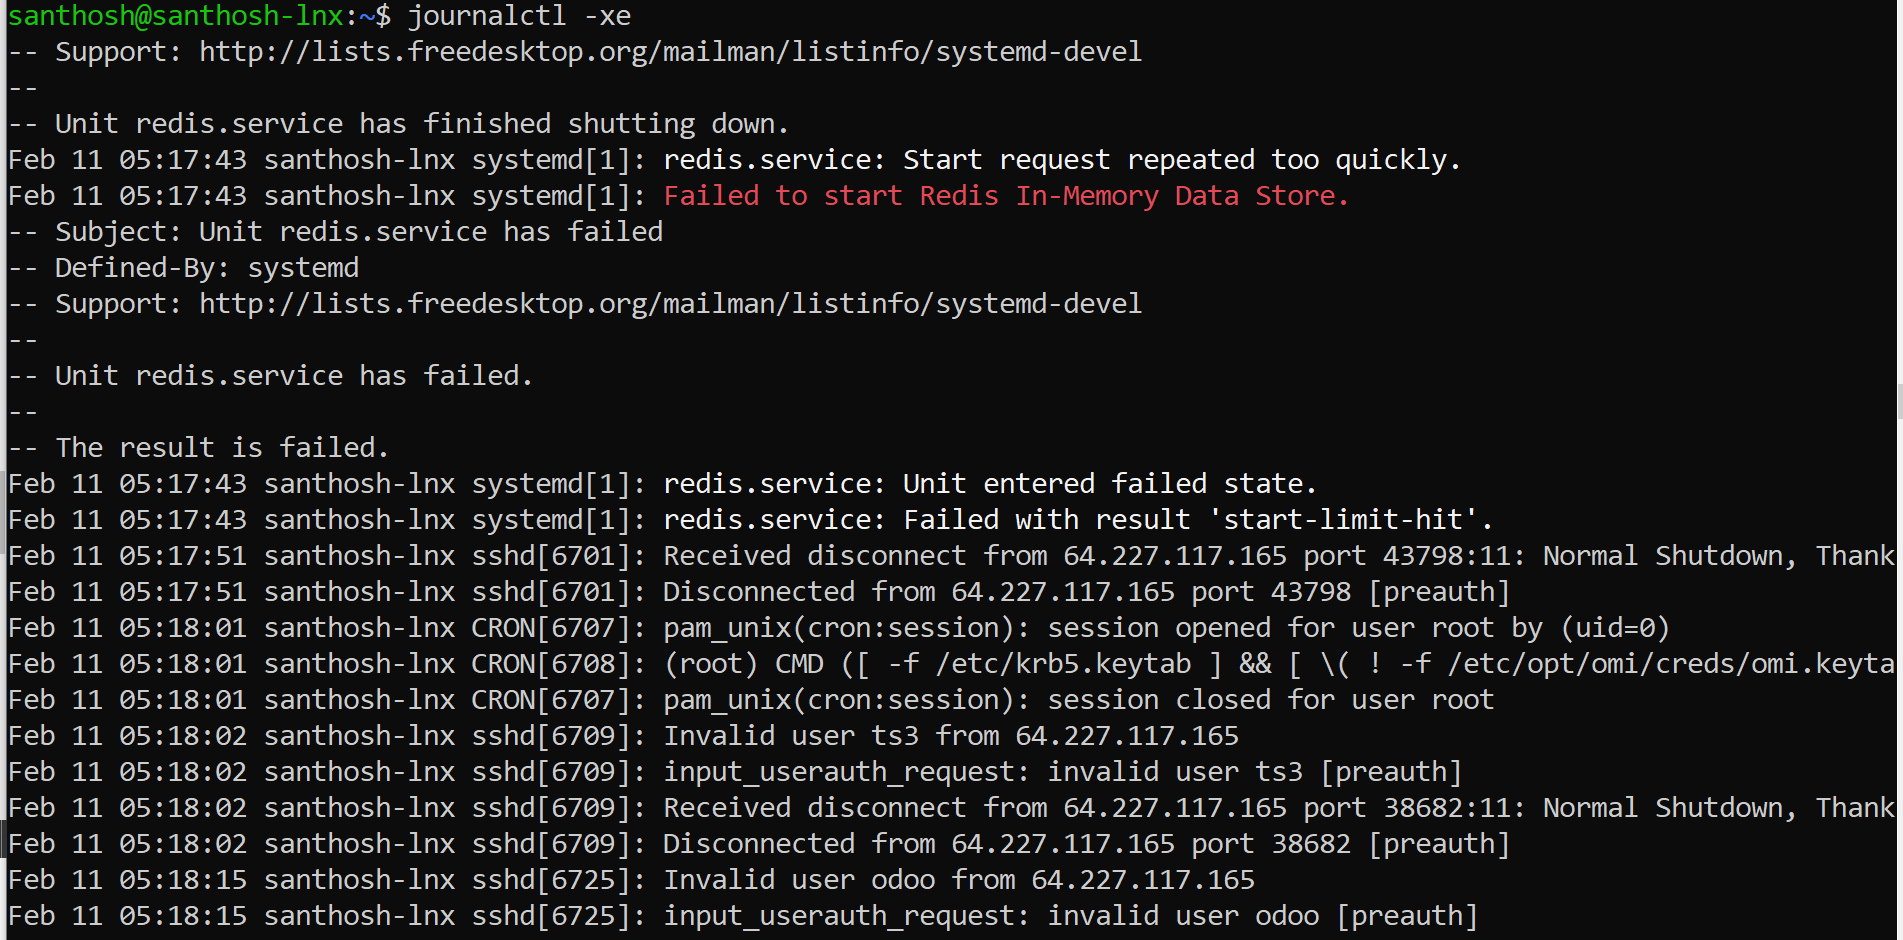 santhosh@santhosh-lnx:~$ journalctl -xe
-- Support: http://lists.freedesktop.org/mailman/listinfo/systemd-devel
--
-- Unit redis.service has finished shutting down.
Feb 11 05:17:43 santhosh-lnx systemd[1]: redis.service: Start request repeated too quickly.
Feb 11 05:17:43 santhosh-lnx systemd[1]: Failed to start Redis In-Memory Data Store.
-- Subject: Unit redis.service has failed
-- Defined-By: systemd
-- Support: http://lists.freedesktop.org/mailman/listinfo/systemd-devel
--
-- Unit redis.service has failed.
--
-- The result is failed.
Feb 11 05:17:43 santhosh-lnx systemd[1]: redis.service: Unit entered failed state.
Feb 11 05:17:43 santhosh-lnx systemd[1]: redis.service: Failed with result 'start-limit-hit'.
Feb 11 05:17:51 santhosh-lnx sshd[6701]: Received disconnect from 64.227.117.165 port 43798:11: Normal Shutdown, Thank
Feb 11 05:17:51 santhosh-lnx sshd[6701]: Disconnected from 64.227.117.165 port 43798 [preauth]
Feb 11 05:18:01 santhosh-lnx CRON[6707]: pam_unix(cron:session): session opened for user root by (uid=0)
Feb 11 05:18:01 santhosh-lnx CRON[6708]: (root) CMD ([ -f /etc/krb5.keytab ] && [ \( ! -f /etc/opt/omi/creds/omi.keyta
Feb 11 05:18:01 santhosh-lnx CRON[6707]: pam_unix(cron:session): session closed for user root
Feb 11 05:18:02 santhosh-lnx sshd[6709]: Invalid user ts3 from 64.227.117.165
Feb 11 05:18:02 santhosh-lnx sshd[6709]: input_userauth_request: invalid user ts3 [preauth]
Feb 11 05:18:02 santhosh-lnx sshd[6709]: Received disconnect from 64.227.117.165 port 38682:11: Normal Shutdown, Thank
Feb 11 05:18:02 santhosh-lnx sshd[6709]: Disconnected from 64.227.117.165 port 38682 [preauth]
Feb 11 05:18:15 santhosh-lnx sshd[6725]: Invalid user odoo from 64.227.117.165
Feb 11 05:18:15 santhosh-lnx sshd[6725]: input_userauth_request: invalid user odoo [preauth]